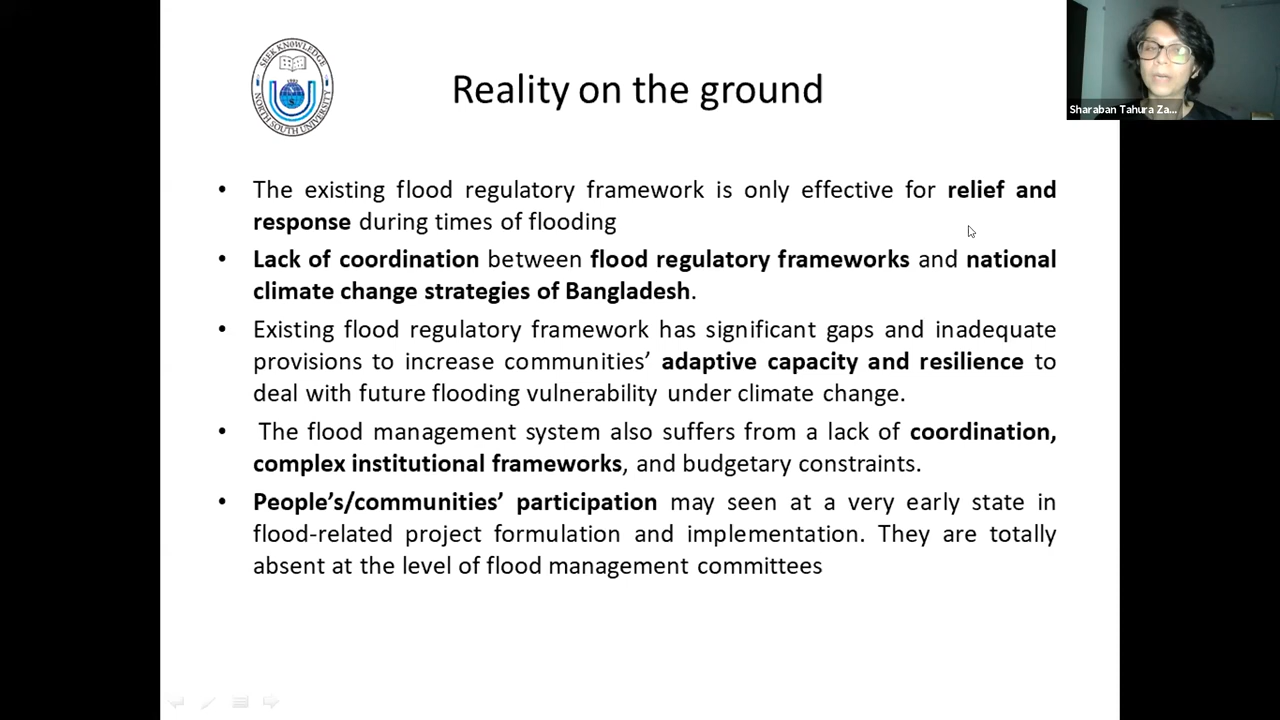 SEEK KNOWLEDGE
NORTH SOUTH UNIVERSITY
Reality on the ground
Sharaban Tahura Za...
• The existing flood regulatory framework is only effective for relief and
response during times of flooding
• Lack of coordination between flood regulatory frameworks and national
climate change strategies of Bangladesh.
• Existing flood regulatory framework has significant gaps and inadequate
provisions to increase communities’ adaptive capacity and resilience to
deal with future flooding vulnerability under climate change.
• The flood management system also suffers from a lack of coordination,
complex institutional frameworks, and budgetary constraints.
• People’s/communities’ participation may seen at a very early state in
flood-related project formulation and implementation. They are totally
absent at the level of flood management committees